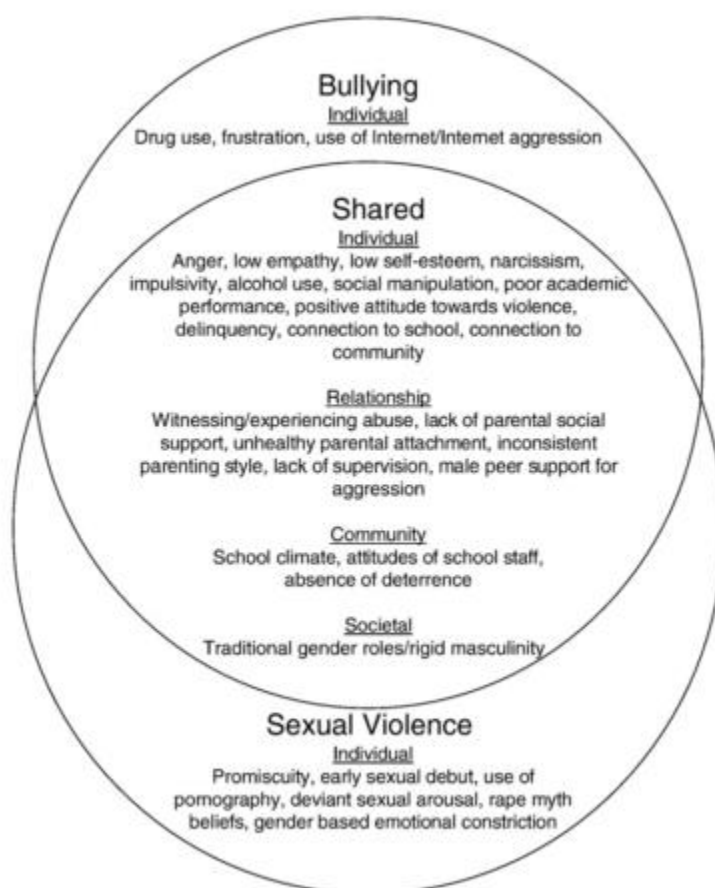 Bullying
Individual
Drug use, frustration, use of Internet/Internet aggression
Shared
Individual
Anger, low empathy, low self-esteem, narcissism,
impulsivity, alcohol use, social manipulation, poor academic
performance, positive attitude towards violence,
delinquency, connection to school, connection to
community
Relationship
Witnessing/experiencing abuse, lack of parental social
support, unhealthy parental attachment, inconsistent
parenting style, lack of supervision, male peer support for
aggression
Community
School climate, attitudes of school staff,
absence of deterrence
Societal
Traditional gender roles/rigid masculinity
Sexual Violence
Individual
Promiscuity, early sexual debut, use of
pornography, deviant sexual arousal, rape myth
beliefs, gender based emotional constriction